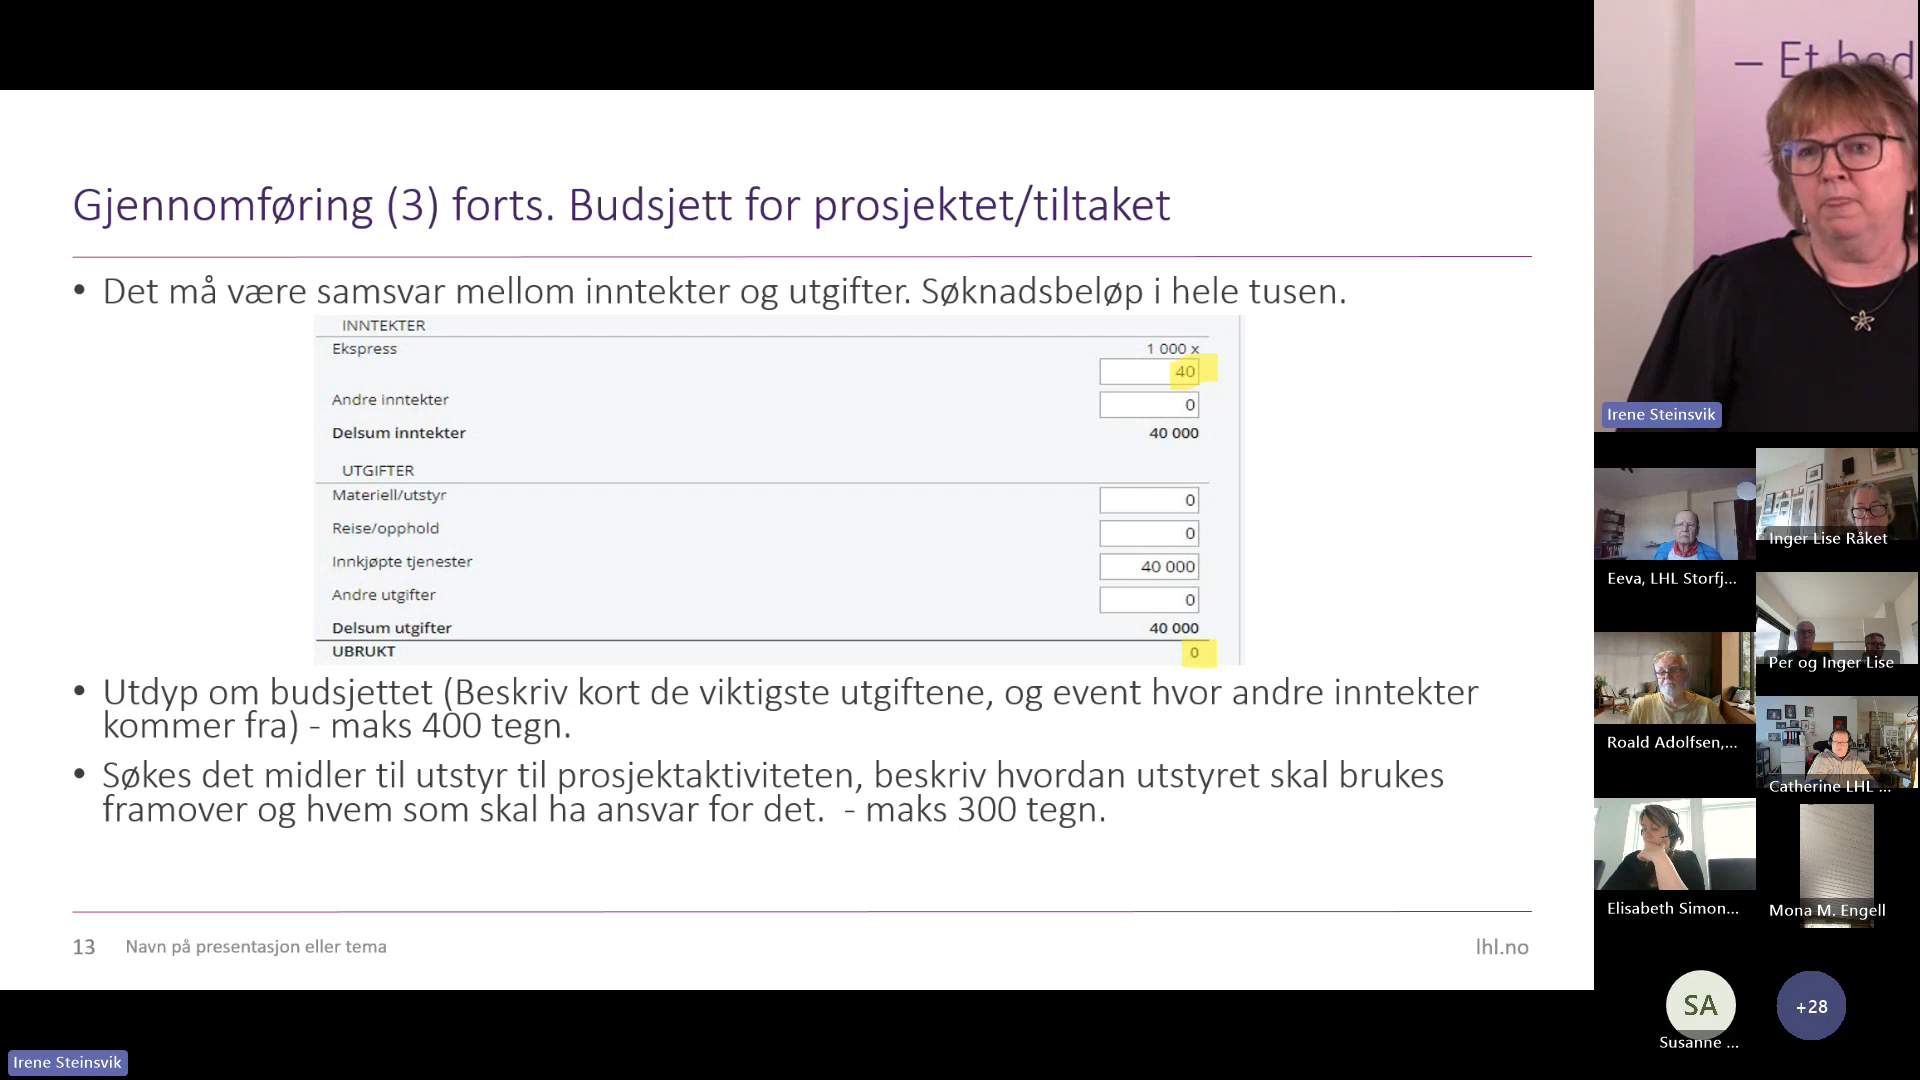 Gjennomføring (3) forts. Budsjett for prosjektet/tiltaket
• Det må være samsvar mellom inntekter og utgifter. Søknadsbeløp i hele tusen.
INNTEKTER
Ekspress 1 000 x
40
Andre inntekter 0
Delsum inntekter 40 000
UTGIFTER
Materiell/utstyr 0
Reise/opphold 0
Innkjøpte tjenester 40 000
Andre utgifter 0
Delsum utgifter 40 000
UBRUKT 0
• Utdyp om budsjettet (Beskriv kort de viktigste utgiftene, og event hvor andre inntekter
kommer fra) - maks 400 tegn.
• Søkes det midler til utstyr til prosjektaktiviteten, beskriv hvordan utstyret skal brukes
framover og hvem som skal ha ansvar for det. - maks 300 tegn.
13 Navn på presentasjon eller tema lhl.no
Irene Steinsvik
– Et bed
Irene Steinsvik
Eeva, LHL Storfj...
Inger Lise Råket
Per og Inger Lise
Roald Adolfsen,...
Catherine LHL ...
Elisabeth Simon...
Mona M. Engell
SA
Susanne ...
+28